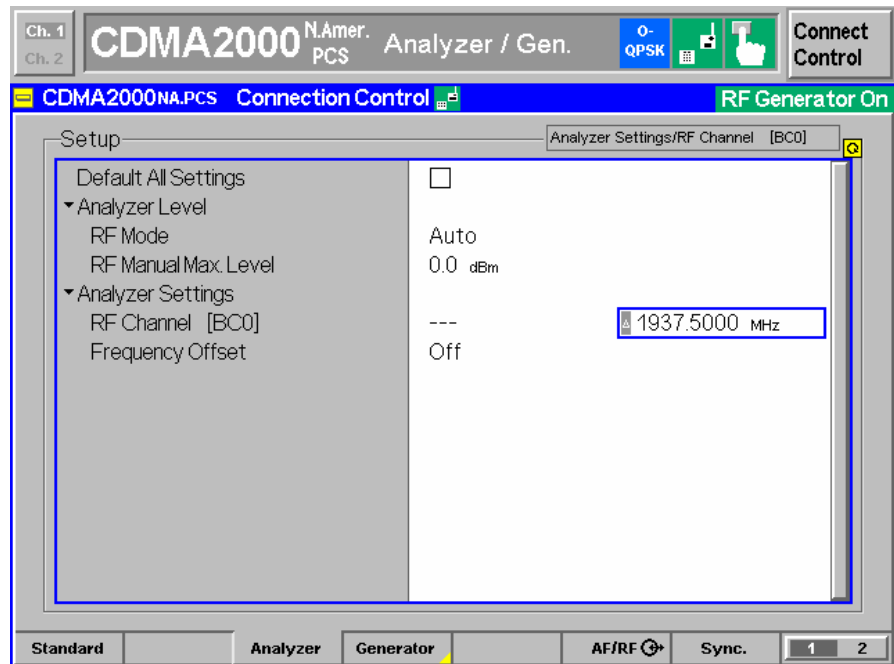 Ch. 1
Ch. 2
CDMA2000 N.Amer. PCS Analyzer / Gen.
O-QPSK
Connect Control
CDMA2000 NA.PCS Connection Control
RF Generator On
Setup
Analyzer Settings/RF Channel [BC0]
Default All Settings
Analyzer Level
RF Mode Auto
RF Manual Max. Level 0.0 dBm
Analyzer Settings
RF Channel [BC0] --- 1937.5000 MHz
Frequency Offset Off
Standard Analyzer Generator AF/RF Sync. 1 2